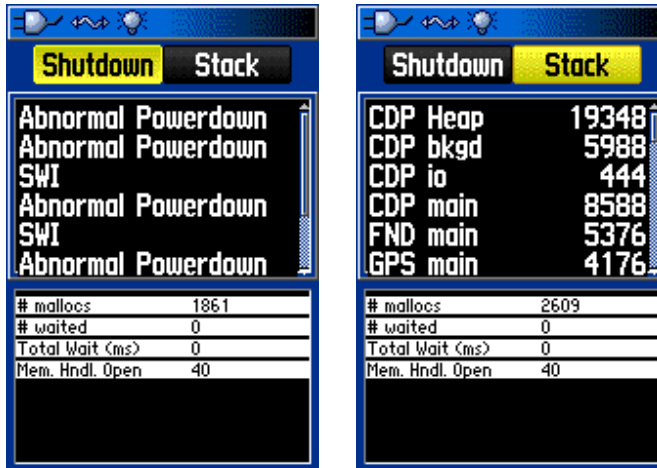 Shutdown Stack
Abnormal Powerdown
Abnormal Powerdown
SWI
Abnormal Powerdown
SWI
Abnormal Powerdown
# mallocs 1861
# waited 0
Total Wait (ms) 0
Mem. Hndl. Open 40
Shutdown Stack
CDP Heap 19348
CDP bkgd 5988
CDP io 444
CDP main 8588
FND main 5376
GPS main 4176
# mallocs 2609
# waited 0
Total Wait (ms) 0
Mem. Hndl. Open 40